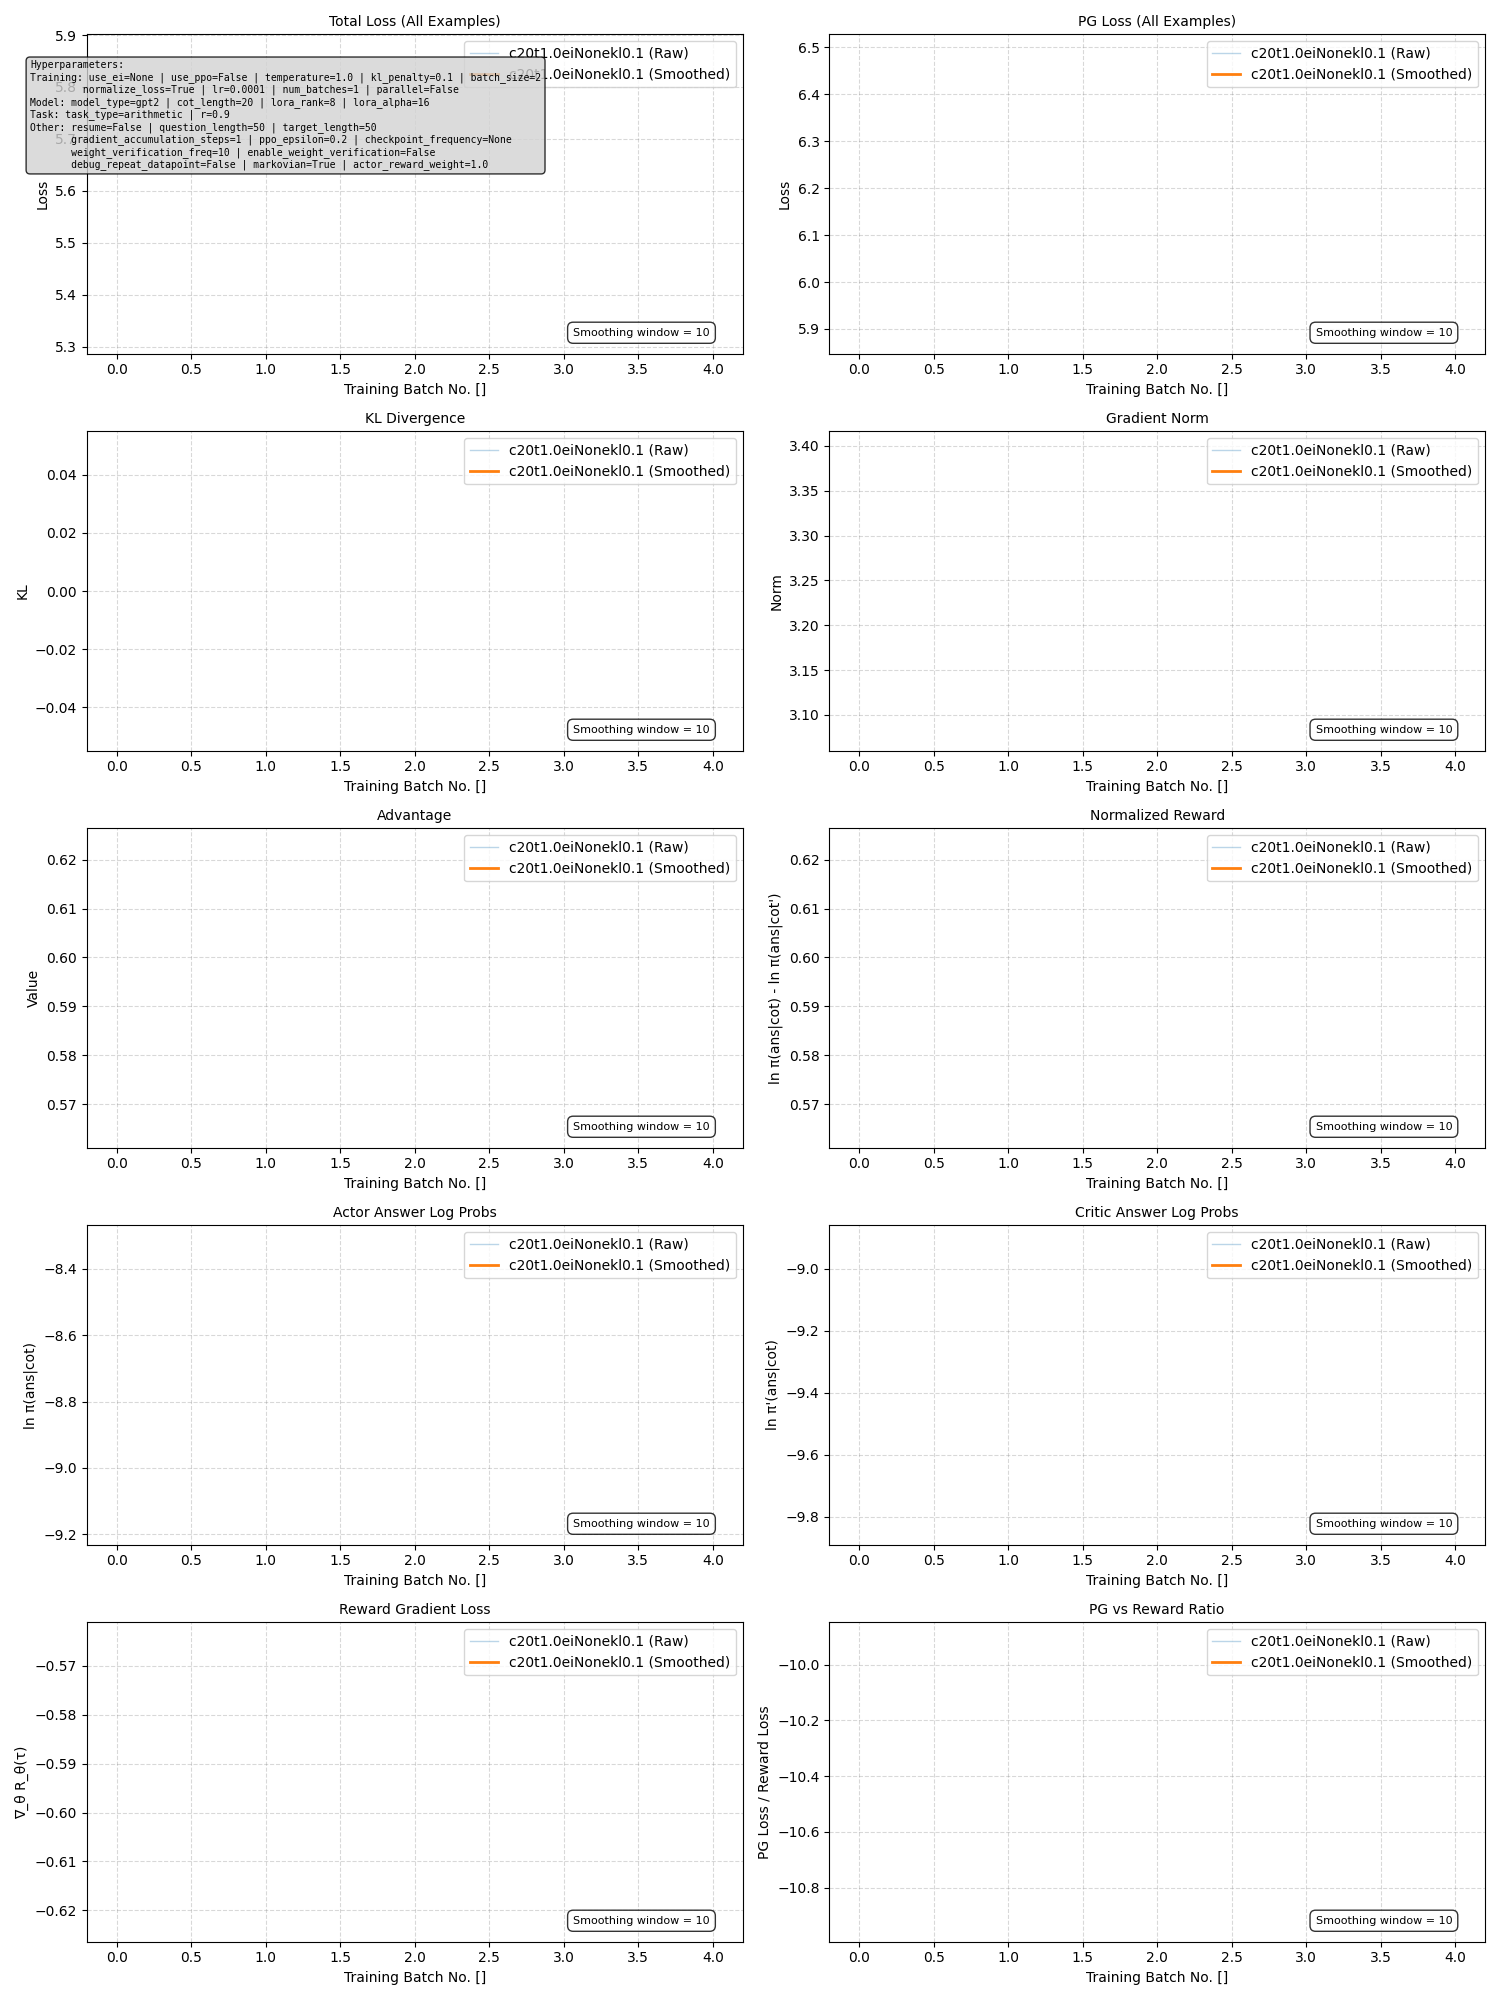 Total Loss (All Examples)
5.9
5.8
5.7
5.6
5.5
5.4
5.3
Loss
c20t1.0eiNonekl0.1 (Raw)
c20t1.0eiNonekl0.1 (Smoothed)
Hyperparameters:
Training: use_ei=None | use_ppo=False | temperature=1.0 | kl_penalty=0.1 | batch_size=2
normalize_loss=True | lr=0.0001 | num_batches=1 | parallel=False
Model: model_type=gpt2 | cot_length=20 | lora_rank=8 | lora_alpha=16
Task: task_type=arithmetic | r=0.9
Other: resume=False | question_length=50 | target_length=50
gradient_accumulation_steps=1 | ppo_epsilon=0.2 | checkpoint_frequency=None
weight_verification_freq=10 | enable_weight_verification=False
debug_repeat_datapoint=False | markovian=True | actor_reward_weight=1.0
Smoothing window = 10
0.0 0.5 1.0 1.5 2.0 2.5 3.0 3.5 4.0
Training Batch No. []
PG Loss (All Examples)
6.5
6.4
6.3
6.2
6.1
6.0
5.9
Loss
c20t1.0eiNonekl0.1 (Raw)
c20t1.0eiNonekl0.1 (Smoothed)
Smoothing window = 10
0.0 0.5 1.0 1.5 2.0 2.5 3.0 3.5 4.0
Training Batch No. []
KL Divergence
0.04
0.02
0.00
−0.02
−0.04
KL
c20t1.0eiNonekl0.1 (Raw)
c20t1.0eiNonekl0.1 (Smoothed)
Smoothing window = 10
0.0 0.5 1.0 1.5 2.0 2.5 3.0 3.5 4.0
Training Batch No. []
Gradient Norm
3.40
3.35
3.30
3.25
3.20
3.15
3.10
Norm
c20t1.0eiNonekl0.1 (Raw)
c20t1.0eiNonekl0.1 (Smoothed)
Smoothing window = 10
0.0 0.5 1.0 1.5 2.0 2.5 3.0 3.5 4.0
Training Batch No. []
Advantage
0.62
0.61
0.60
0.59
0.58
0.57
Value
c20t1.0eiNonekl0.1 (Raw)
c20t1.0eiNonekl0.1 (Smoothed)
Smoothing window = 10
0.0 0.5 1.0 1.5 2.0 2.5 3.0 3.5 4.0
Training Batch No. []
Normalized Reward
0.62
0.61
0.60
0.59
0.58
0.57
ln π(ans|cot) - ln π(ans|cot')
c20t1.0eiNonekl0.1 (Raw)
c20t1.0eiNonekl0.1 (Smoothed)
Smoothing window = 10
0.0 0.5 1.0 1.5 2.0 2.5 3.0 3.5 4.0
Training Batch No. []
Actor Answer Log Probs
−8.4
−8.6
−8.8
−9.0
−9.2
ln π(ans|cot)
c20t1.0eiNonekl0.1 (Raw)
c20t1.0eiNonekl0.1 (Smoothed)
Smoothing window = 10
0.0 0.5 1.0 1.5 2.0 2.5 3.0 3.5 4.0
Training Batch No. []
Critic Answer Log Probs
−9.0
−9.2
−9.4
−9.6
−9.8
ln π'(ans|cot)
c20t1.0eiNonekl0.1 (Raw)
c20t1.0eiNonekl0.1 (Smoothed)
Smoothing window = 10
0.0 0.5 1.0 1.5 2.0 2.5 3.0 3.5 4.0
Training Batch No. []
Reward Gradient Loss
−0.57
−0.58
−0.59
−0.60
−0.61
−0.62
∇_θ R_θ(τ)
c20t1.0eiNonekl0.1 (Raw)
c20t1.0eiNonekl0.1 (Smoothed)
Smoothing window = 10
0.0 0.5 1.0 1.5 2.0 2.5 3.0 3.5 4.0
Training Batch No. []
PG vs Reward Ratio
−10.0
−10.2
−10.4
−10.6
−10.8
PG Loss / Reward Loss
c20t1.0eiNonekl0.1 (Raw)
c20t1.0eiNonekl0.1 (Smoothed)
Smoothing window = 10
0.0 0.5 1.0 1.5 2.0 2.5 3.0 3.5 4.0
Training Batch No. []